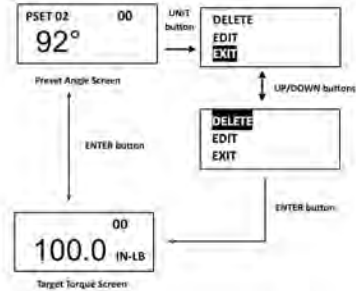 PSET 02 00
92°
Preset Angle Screen
UNIT
button
DELETE
EDIT
EXIT
UP/DOWN buttons
DELETE
EDIT
EXIT
ENTER button
ENTER button
00
100.0 IN-LB
Target Torque Screen